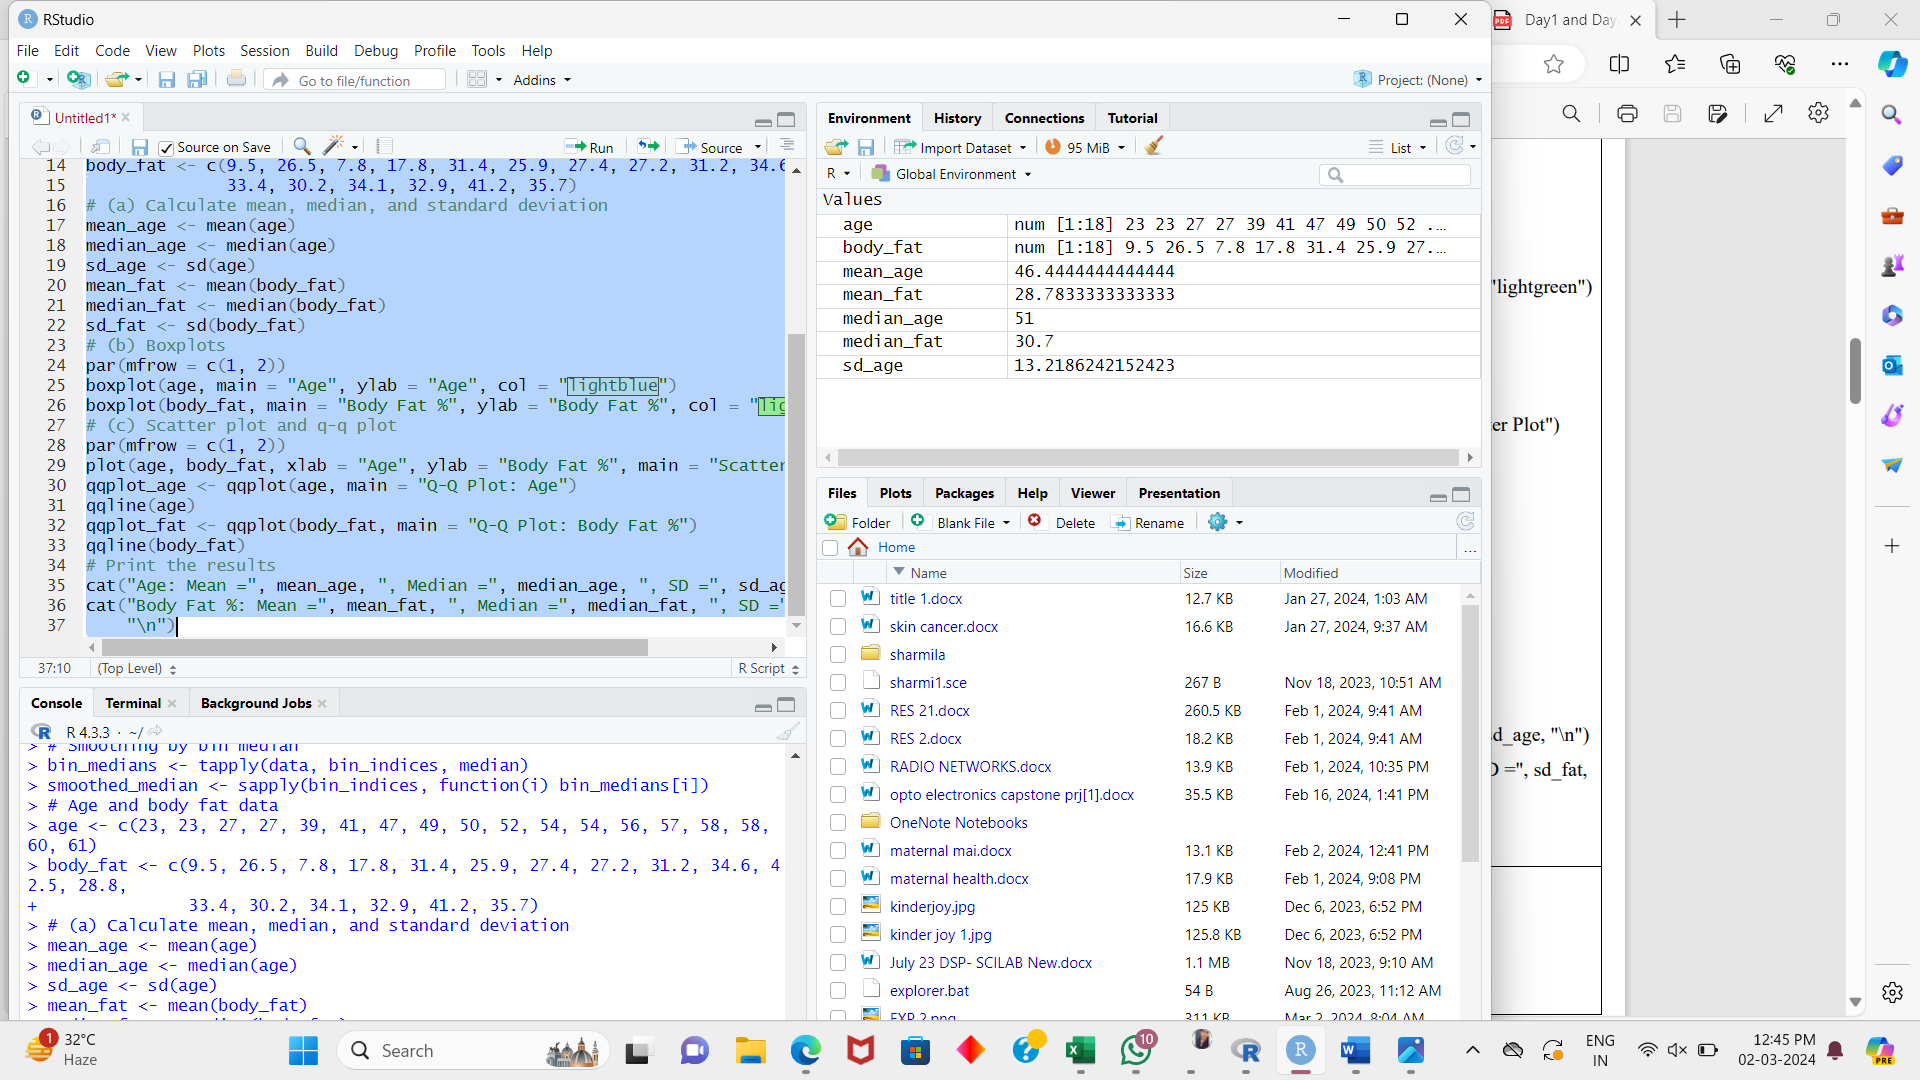 RStudio
File Edit Code View Plots Session Build Debug Profile Tools Help
Go to file/function Addins Project: (None)
Untitled1*
Source on Save Run Source
14 body_fat <- c(9.5, 26.5, 7.8, 17.8, 31.4, 25.9, 27.4, 27.2, 31.2, 34.6
15 33.4, 30.2, 34.1, 32.9, 41.2, 35.7)
16 # (a) Calculate mean, median, and standard deviation
17 mean_age <- mean(age)
18 median_age <- median(age)
19 sd_age <- sd(age)
20 mean_fat <- mean(body_fat)
21 median_fat <- median(body_fat)
22 sd_fat <- sd(body_fat)
23 # (b) Boxplots
24 par(mfrow = c(1, 2))
25 boxplot(age, main = "Age", ylab = "Age", col = "lightblue")
26 boxplot(body_fat, main = "Body Fat %", ylab = "Body Fat %", col = "lig
27 # (c) Scatter plot and q-q plot
28 par(mfrow = c(1, 2))
29 plot(age, body_fat, xlab = "Age", ylab = "Body Fat %", main = "Scatter
30 qqplot_age <- qqplot(age, main = "Q-Q Plot: Age")
31 qqline(age)
32 qqplot_fat <- qqplot(body_fat, main = "Q-Q Plot: Body Fat %")
33 qqline(body_fat)
34 # Print the results
35 cat("Age: Mean =", mean_age, ", Median =", median_age, ", SD =", sd_ag
36 cat("Body Fat %: Mean =", mean_fat, ", Median =", median_fat, ", SD ="
37 "\n")
37:10 (Top Level) R Script
Console Terminal Background Jobs
R 4.3.3 · ~/
> # Smoothing by bin median
> bin_medians <- tapply(data, bin_indices, median)
> smoothed_median <- sapply(bin_indices, function(i) bin_medians[i])
> # Age and body fat data
> age <- c(23, 23, 27, 27, 39, 41, 47, 49, 50, 52, 54, 54, 56, 57, 58, 58,
60, 61)
> body_fat <- c(9.5, 26.5, 7.8, 17.8, 31.4, 25.9, 27.4, 27.2, 31.2, 34.6, 4
2.5, 28.8,
+ 33.4, 30.2, 34.1, 32.9, 41.2, 35.7)
> # (a) Calculate mean, median, and standard deviation
> mean_age <- mean(age)
> median_age <- median(age)
> sd_age <- sd(age)
> mean_fat <- mean(body_fat)
Environment History Connections Tutorial
Import Dataset 95 MiB List
R Global Environment
Values
age num [1:18] 23 23 27 27 39 41 47 49 50 52 ...
body_fat num [1:18] 9.5 26.5 7.8 17.8 31.4 25.9 27...
mean_age 46.4444444444444
mean_fat 28.7833333333333
median_age 51
median_fat 30.7
sd_age 13.2186242152423
Files Plots Packages Help Viewer Presentation
Folder Blank File Delete Rename
Home ...
Name Size Modified
title 1.docx 12.7 KB Jan 27, 2024, 1:03 AM
skin cancer.docx 16.6 KB Jan 27, 2024, 9:37 AM
sharmila
sharmi1.sce 267 B Nov 18, 2023, 10:51 AM
RES 21.docx 260.5 KB Feb 1, 2024, 9:41 AM
RES 2.docx 18.2 KB Feb 1, 2024, 9:41 AM
RADIO NETWORKS.docx 13.9 KB Feb 1, 2024, 10:35 PM
opto electronics capstone prj[1].docx 35.5 KB Feb 16, 2024, 1:41 PM
OneNote Notebooks
maternal mai.docx 13.1 KB Feb 2, 2024, 12:41 PM
maternal health.docx 17.9 KB Feb 1, 2024, 9:08 PM
kinderjoy.jpg 125 KB Dec 6, 2023, 6:52 PM
kinder joy 1.jpg 125.8 KB Dec 6, 2023, 6:52 PM
July 23 DSP- SCILAB New.docx 1.1 MB Nov 18, 2023, 9:10 AM
explorer.bat 54 B Aug 26, 2023, 11:12 AM
EXP 2.png 311 KB Mar 2, 2024, 8:04 AM
Day1 and Day
"lightgreen")
er Plot")
d_age, "\n")
=", sd_fat,
1 32°C
Haze
Search
10
ENG
IN
12:45 PM
02-03-2024
PRE